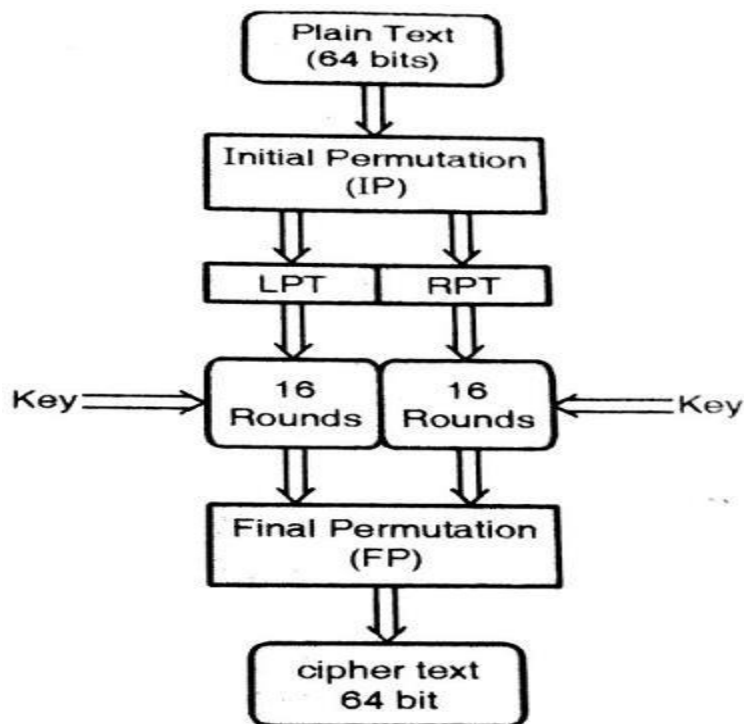 Plain Text
(64 bits)
Initial Permutation
(IP)
LPT
RPT
Key
16
Rounds
16
Rounds
Key
Final Permutation
(FP)
cipher text
64 bit